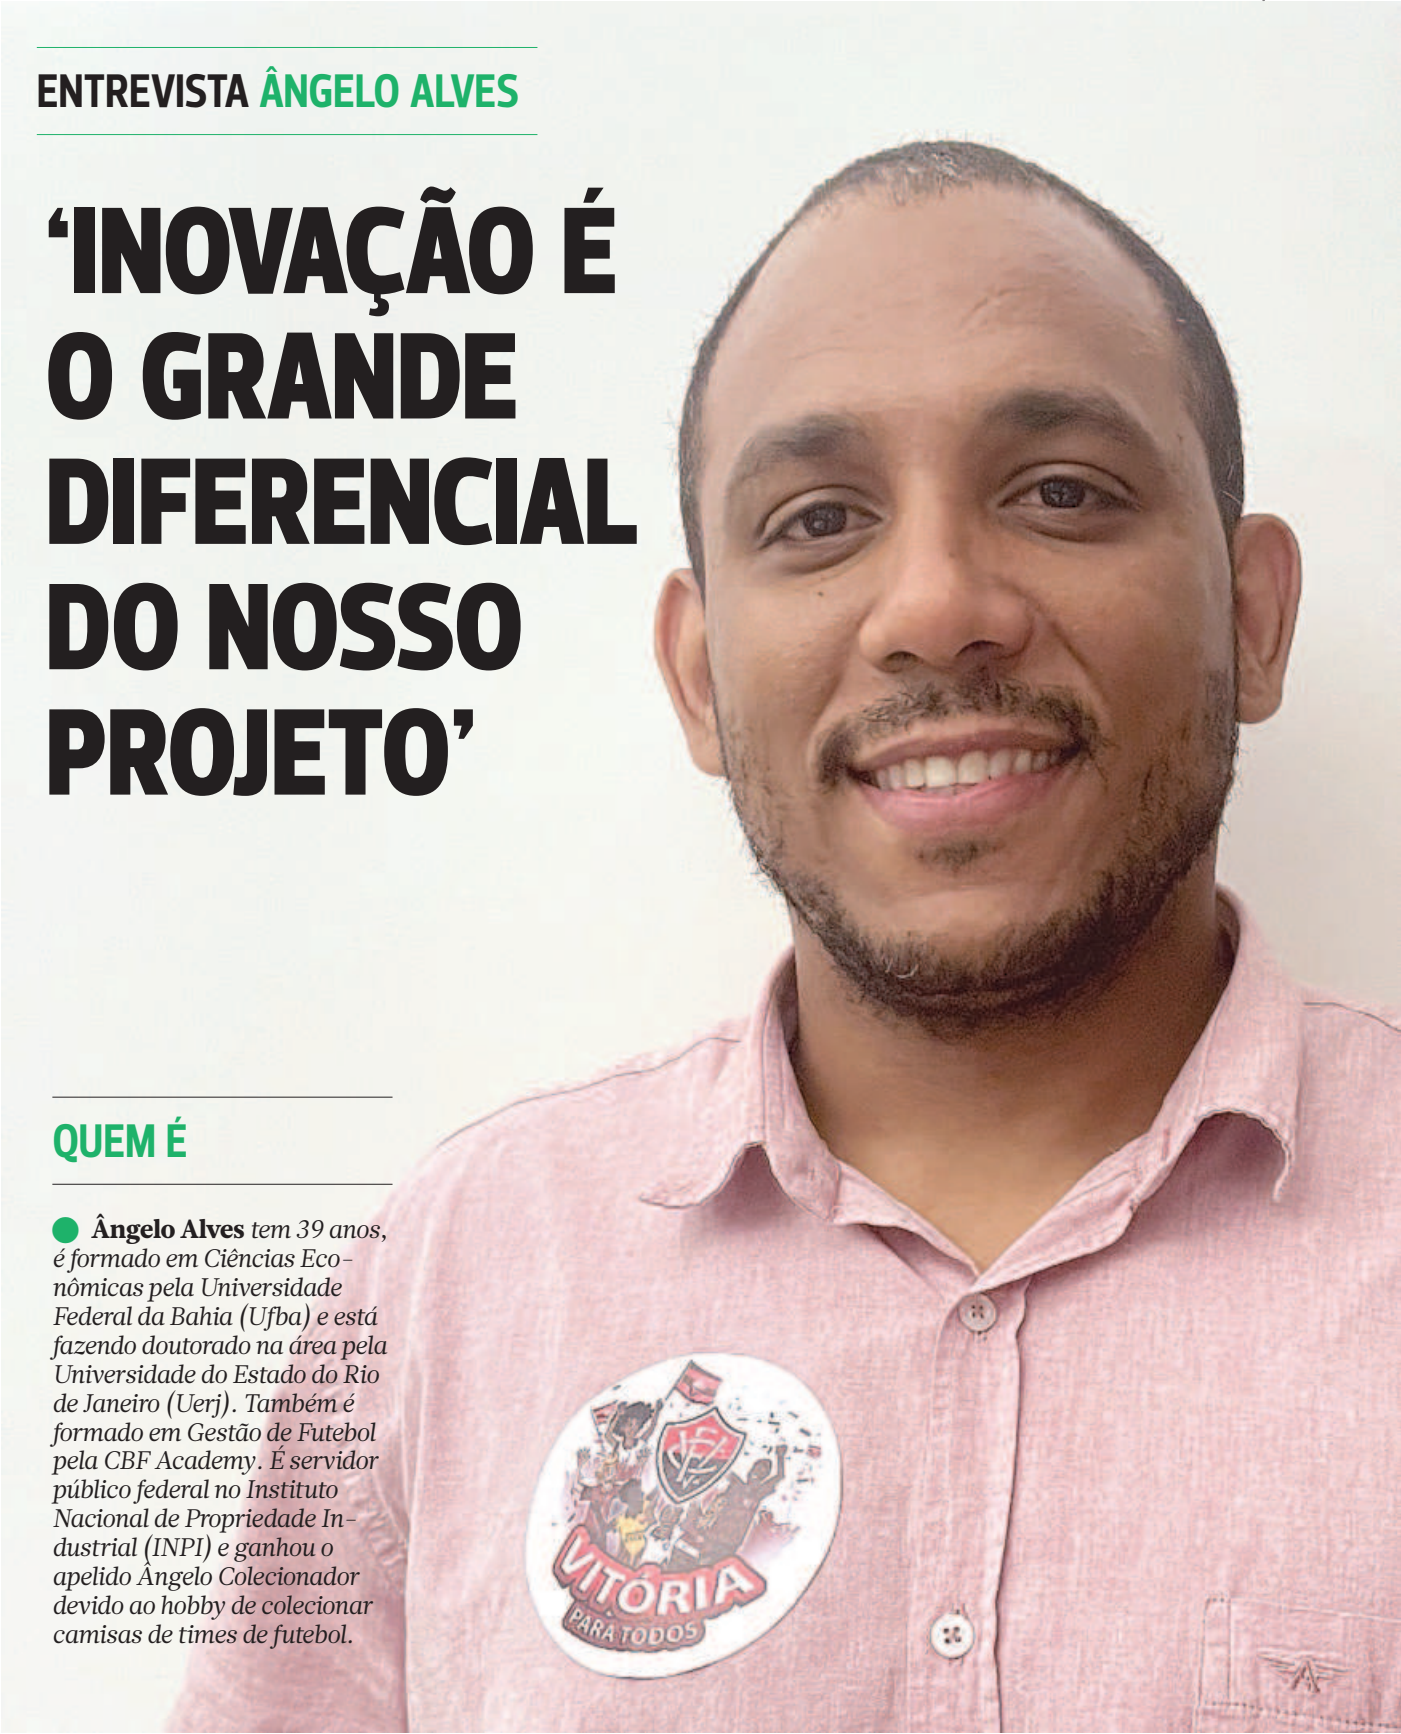 ENTREVISTA ÂNGELO ALVES
‘INOVAÇÃO É
O GRANDE
DIFERENCIAL
DO NOSSO
PROJETO’
QUEM É
Ângelo Alves tem 39 anos,
é formado em Ciências Eco-
nômicas pela Universidade
Federal da Bahia (Ufba) e está
fazendo doutorado na área pela
Universidade do Estado do Rio
de Janeiro (Uerj). Também é
formado em Gestão de Futebol
pela CBF Academy. É servidor
público federal no Instituto
Nacional de Propriedade In-
dustrial (INPI) e ganhou o
apelido Ângelo Colecionador
devido ao hobby de colecionar
camisas de times de futebol.
VITÓRIA
PARA TODOS